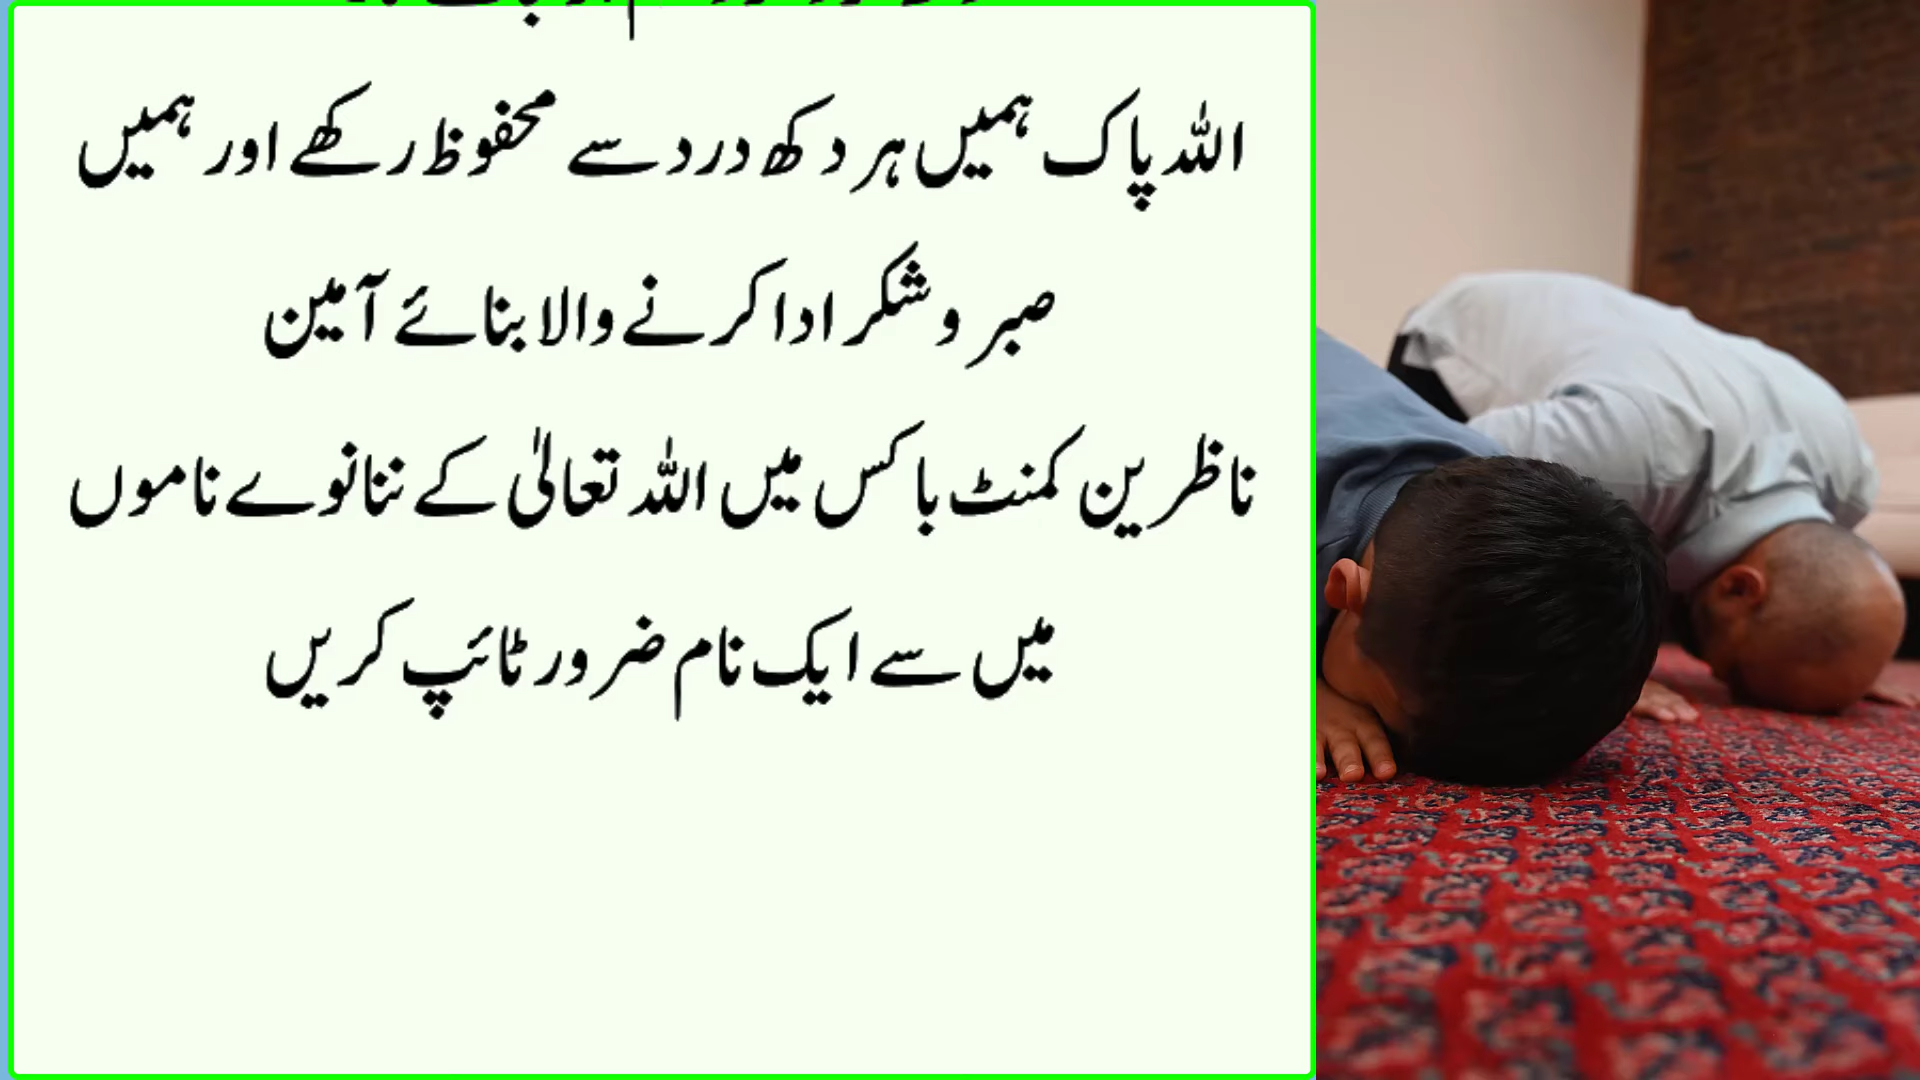 اللہ پاک ہمیں ہر دکھ درد سے محفوظ رکھے اور ہمیں
صبر و شکر ادا کرنے والا بنائے آمین
ناظرین کمنٹ باکس میں اللہ تعالیٰ کے ننانوے ناموں
میں سے ایک نام ضرور ٹائپ کریں